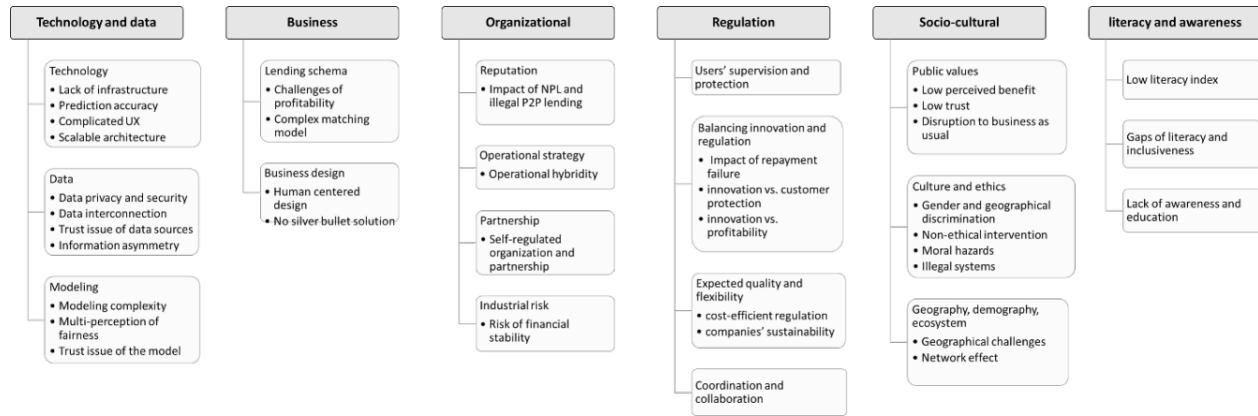 Technology and data
Technology
• Lack of infrastructure
• Prediction accuracy
• Complicated UX
• Scalable architecture
Data
• Data privacy and security
• Data interconnection
• Trust issue of data sources
• Information asymmetry
Modeling
• Modeling complexity
• Multi-perception of
fairness
• Trust issue of the model
Business
Lending schema
• Challenges of
profitability
• Complex matching
model
Business design
• Human centered
design
• No silver bullet solution
Organizational
Reputation
• Impact of NPL and
illegal P2P lending
Operational strategy
• Operational hybridity
Partnership
• Self-regulated
organization and
partnership
Industrial risk
• Risk of financial
stability
Regulation
Users' supervision and
protection
Balancing innovation and
regulation
• Impact of repayment
failure
• innovation vs. customer
protection
• innovation vs.
profitability
Expected quality and
flexibility
• cost-efficient regulation
• companies' sustainability
Coordination and
collaboration
Socio-cultural
Public values
• Low perceived benefit
• Low trust
• Disruption to business as
usual
Culture and ethics
• Gender and geographical
discrimination
• Non-ethical intervention
• Moral hazards
• Illegal systems
Geography, demography,
ecosystem
• Geographical challenges
• Network effect
literacy and awareness
Low literacy index
Gaps of literacy and
inclusiveness
Lack of awareness and
education